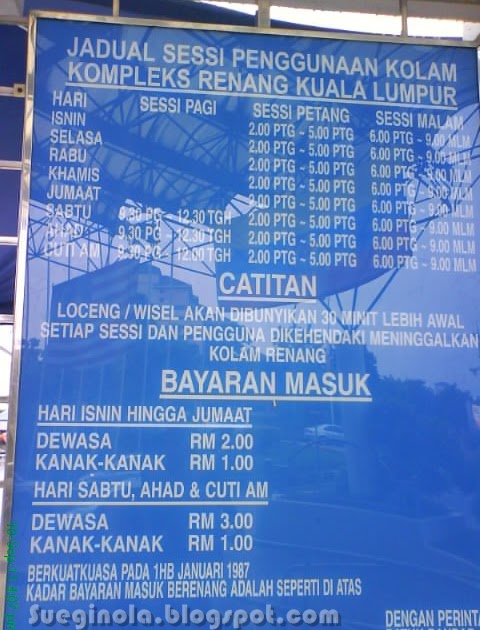 JADUAL SESSI PENGGUNAAN KOLAM
KOMPLEKS RENANG KUALA LUMPUR
HARI SESSI PAGI SESSI PETANG SESSI MALAM
ISNIN 2.00 PTG ~ 5.00 PTG 6.00 PTG ~ 9.00 MLM
SELASA 2.00 PTG ~ 5.00 PTG 6.00 PTG ~ 9.00 MLM
RABU 2.00 PTG ~ 5.00 PTG 6.00 PTG ~ 9.00 MLM
KHAMIS 2.00 PTG ~ 5.00 PTG 6.00 PTG ~ 9.00 MLM
JUMAAT 2.00 PTG ~ 5.00 PTG 6.00 PTG ~ 9.00 MLM
SABTU 9.30 PG ~ 12.30 TGH 2.00 PTG ~ 5.00 PTG 6.00 PTG ~ 9.00 MLM
AHAD 9.30 PG ~ 12.30 TGH 2.00 PTG ~ 5.00 PTG 6.00 PTG ~ 9.00 MLM
CUTI AM 9.30 PG ~ 12.00 TGH 2.00 PTG ~ 5.00 PTG 6.00 PTG ~ 9.00 MLM
CATITAN
LOCENG / WISEL AKAN DIBUNYIKAN 30 MINIT LEBIH AWAL
SETIAP SESSI DAN PENGGUNA DIKEHENDAKI MENINGGALKAN
KOLAM RENANG
BAYARAN MASUK
HARI ISNIN HINGGA JUMAAT
DEWASA RM 2.00
KANAK-KANAK RM 1.00
HARI SABTU, AHAD & CUTI AM
DEWASA RM 3.00
KANAK-KANAK RM 1.00
BERKUATKUASA PADA 1HB JANUARI 1987
KADAR BAYARAN MASUK BERENANG ADALAH SEPERTI DI ATAS
Sueginola.blogspot.com
DENGAN PERINTA